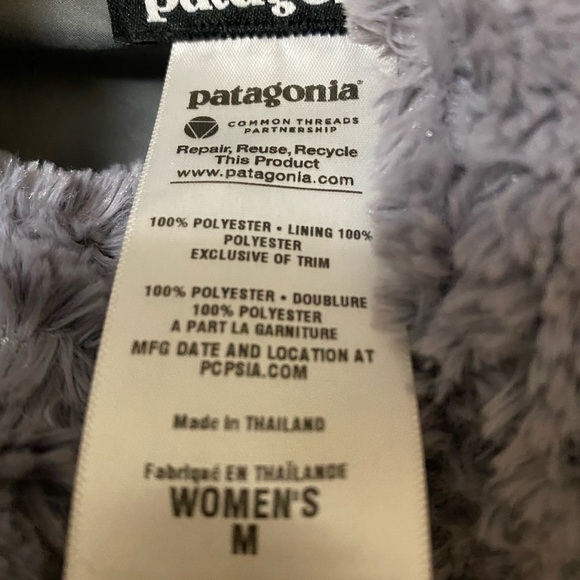 patagonia
patagonia®
COMMON THREADS
PARTNERSHIP
Repair, Reuse, Recycle
This Product
www.patagonia.com
100% POLYESTER • LINING 100%
POLYESTER
EXCLUSIVE OF TRIM
100% POLYESTER • DOUBLURE
100% POLYESTER
A PART LA GARNITURE
MFG DATE AND LOCATION AT
PCPSIA.COM
Made in THAILAND
Fabriqué EN THAÏLANDE
WOMEN'S
M